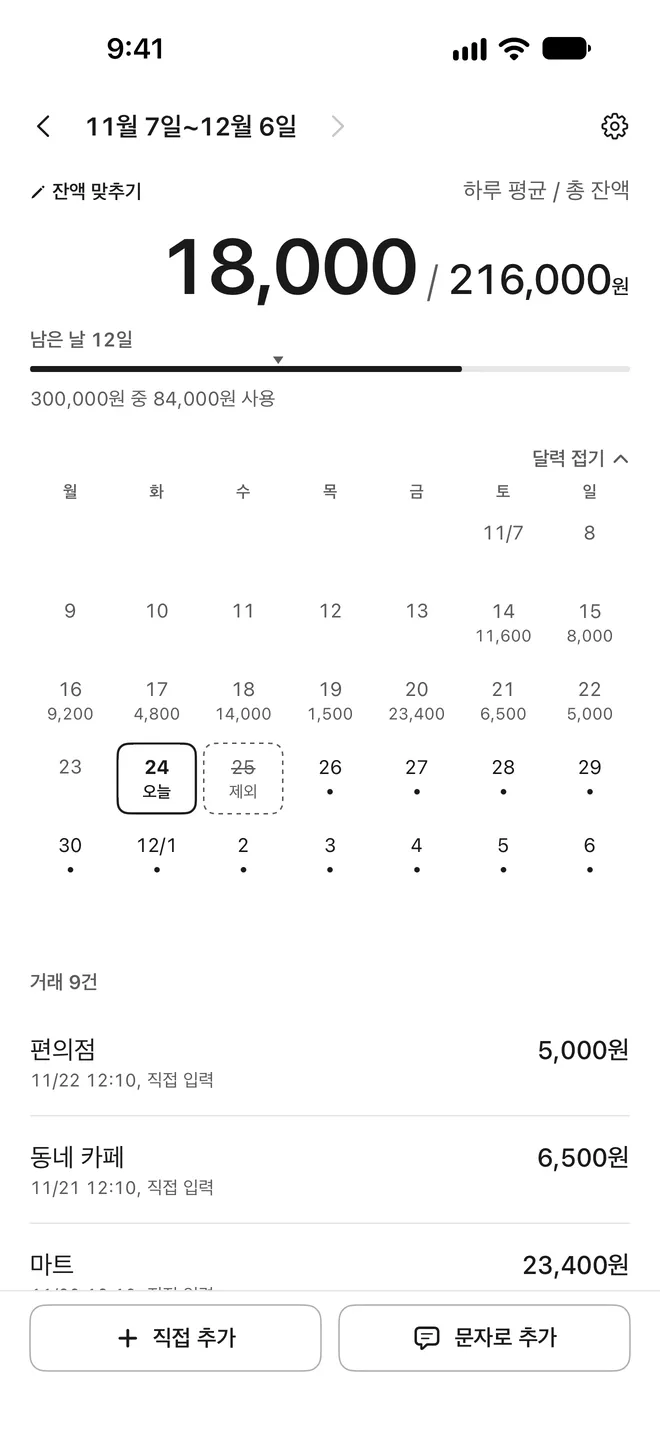 9:41
11월 7일~12월 6일
잔액 맞추기
하루 평균 / 총 잔액
18,000 / 216,000원
남은 날 12일
300,000원 중 84,000원 사용
달력 접기
월 화 수 목 금 토 일
11/7 8
9 10 11 12 13 14 15
11,600 8,000
16 17 18 19 20 21 22
9,200 4,800 14,000 1,500 23,400 6,500 5,000
23 24 25 26 27 28 29
오늘 제외
30 12/1 2 3 4 5 6
거래 9건
편의점 5,000원
11/22 12:10, 직접 입력
동네 카페 6,500원
11/21 12:10, 직접 입력
마트 23,400원
직접 추가
문자로 추가